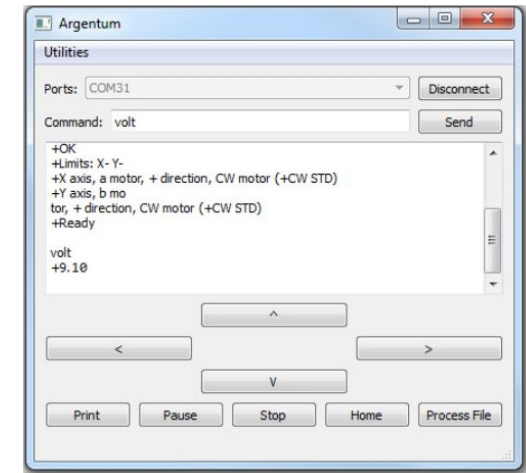 Argentum
Utilities
Ports: COM31 Disconnect
Command: volt Send
+OK
+Limits: X- Y-
+X axis, a motor, + direction, CW motor (+CW STD)
+Y axis, b mo
tor, + direction, CW motor (+CW STD)
+Ready
volt
+9.10
^
< >
V
Print Pause Stop Home Process File